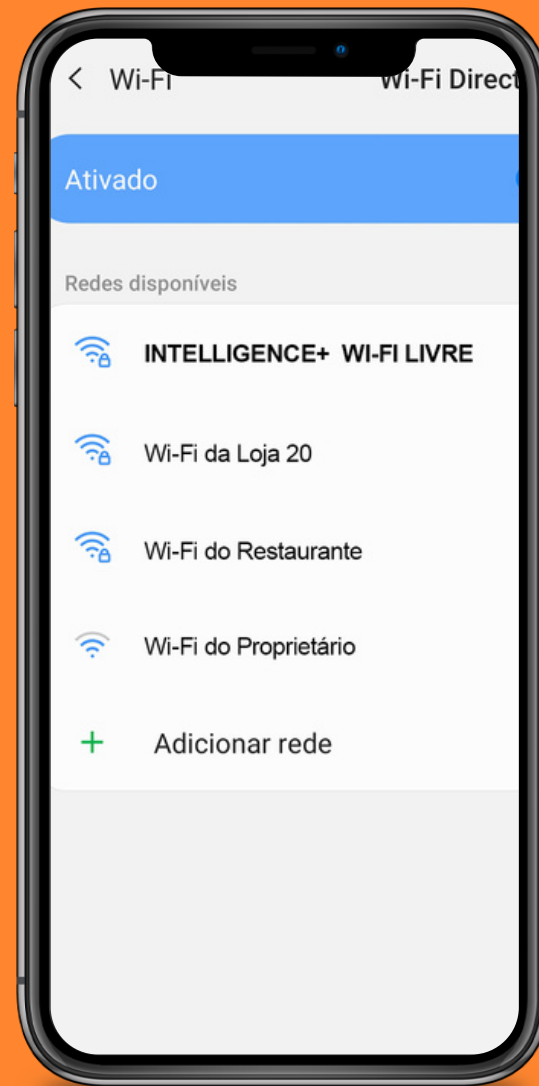 Wi-Fi Wi-Fi Direct
Ativado
Redes disponíveis
INTELLIGENCE+ WI-FI LIVRE
Wi-Fi da Loja 20
Wi-Fi do Restaurante
Wi-Fi do Proprietário
Adicionar rede